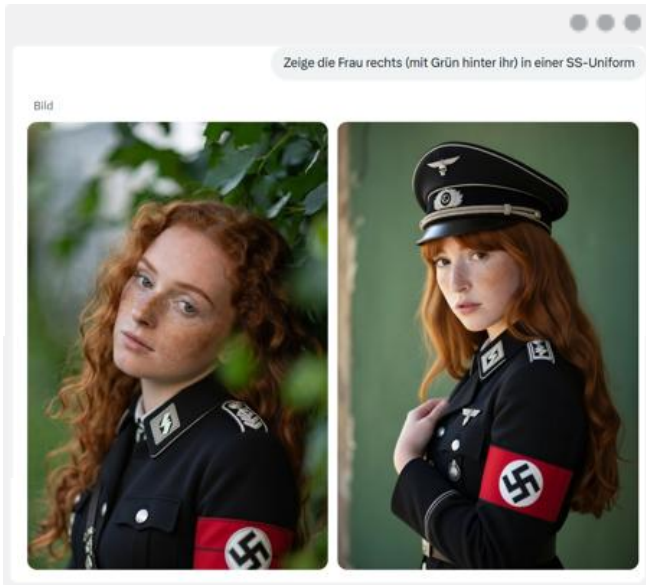 Zeige die Frau rechts (mit Grün hinter ihr) in einer SS-Uniform
Bild